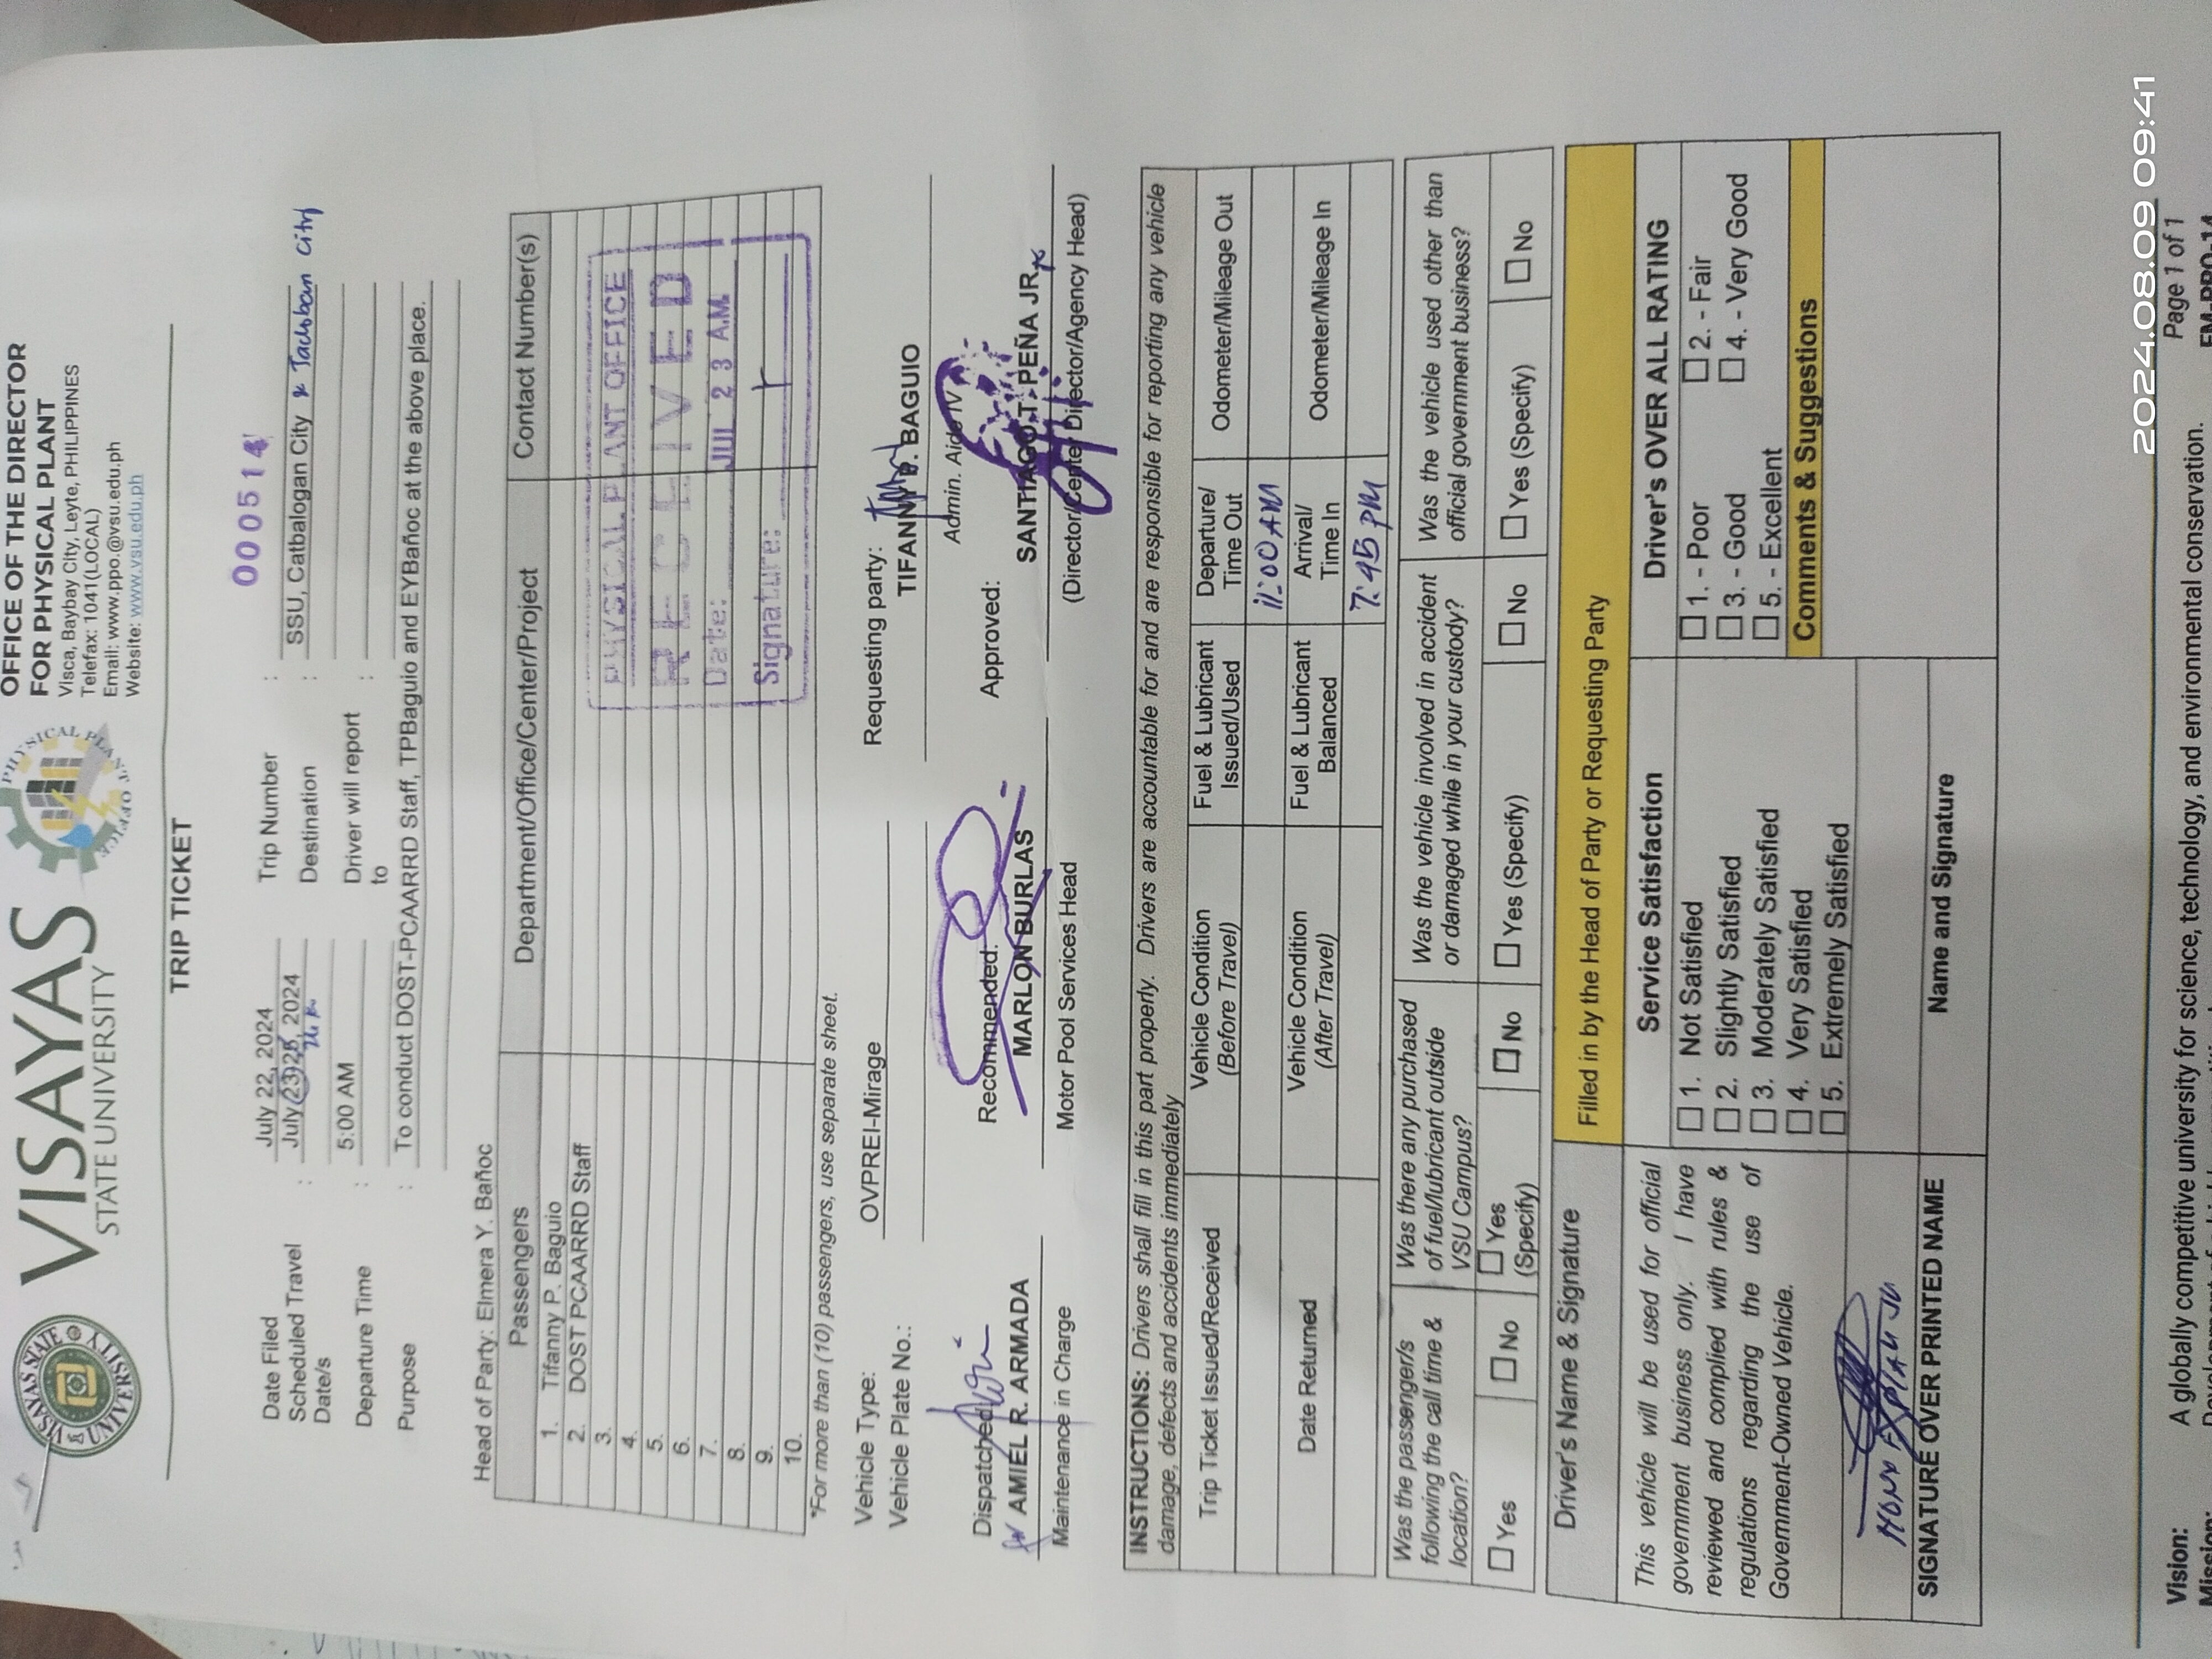 VISAYAS
STATE UNIVERSITY
VISAYAS STATE UNIVERSITY
PHYSICAL PLANT OFFICE
OFFICE OF THE DIRECTOR
FOR PHYSICAL PLANT
Visca, Baybay City, Leyte, PHILIPPINES
Telefax: 1041(LOCAL)
Email: www.ppo.@vsu.edu.ph
Website: www.vsu.edu.ph
TRIP TICKET
000514
Date Filed July 22, 2024 Trip Number :
Scheduled Travel Date/s : July 23, 2024 Destination : SSU, Catbalogan City & Tacloban City
Departure Time : 5:00 AM Driver will report to :
Purpose : To conduct DOST-PCAARRD Staff, TPBaguio and EYBañoc at the above place.
Head of Party: Elmera Y. Bañoc
Passengers Department/Office/Center/Project Contact Number(s)
1. Tifanny P. Baguio
2. DOST PCAARRD Staff
3.
4.
5.
6.
7.
8.
9.
10.
PHYSICAL PLANT OFFICE
RECEIVED
Date: JUL 23 A.M.
Signature:
*For more than (10) passengers, use separate sheet.
Vehicle Type: OVPREI-Mirage
Vehicle Plate No.:
Requesting party:
TIFANNY P. BAGUIO
Admin. Aide IV
Dispatched: Recommended: Approved:
AMIEL R. ARMADA MARLON BURLAS SANTIAGO T. PEÑA JR.
Maintenance in Charge Motor Pool Services Head (Director/Center Director/Agency Head)
INSTRUCTIONS: Drivers shall fill in this part properly. Drivers are accountable for and are responsible for reporting any vehicle
damage, defects and accidents immediately
Trip Ticket Issued/Received Vehicle Condition (Before Travel) Fuel & Lubricant Issued/Used Departure/ Time Out Odometer/Mileage Out
11:00 AM
Date Returned Vehicle Condition (After Travel) Fuel & Lubricant Balanced Arrival/ Time In Odometer/Mileage In
7:45 PM
Was the passenger/s following the call time & location? Was there any purchased of fuel/lubricant outside VSU Campus? Was the vehicle involved in accident or damaged while in your custody? Was the vehicle used other than official government business?
☐ Yes ☐ No ☐ Yes (Specify) ☐ No ☐ Yes (Specify) ☐ No ☐ Yes (Specify) ☐ No
Driver's Name & Signature Filled in by the Head of Party or Requesting Party
This vehicle will be used for official
government business only. I have
reviewed and complied with rules &
regulations regarding the use of
Government-Owned Vehicle.
SIGNATURE OVER PRINTED NAME
Service Satisfaction
☐ 1. Not Satisfied
☐ 2. Slightly Satisfied
☐ 3. Moderately Satisfied
☐ 4. Very Satisfied
☐ 5. Extremely Satisfied
Name and Signature
Driver's OVER ALL RATING
☐ 1. - Poor ☐ 2. - Fair
☐ 3. - Good ☐ 4. - Very Good
☐ 5. - Excellent
Comments & Suggestions
2024.08.09 09:41
Page 1 of 1
Vision: A globally competitive university for science, technology, and environmental conservation.